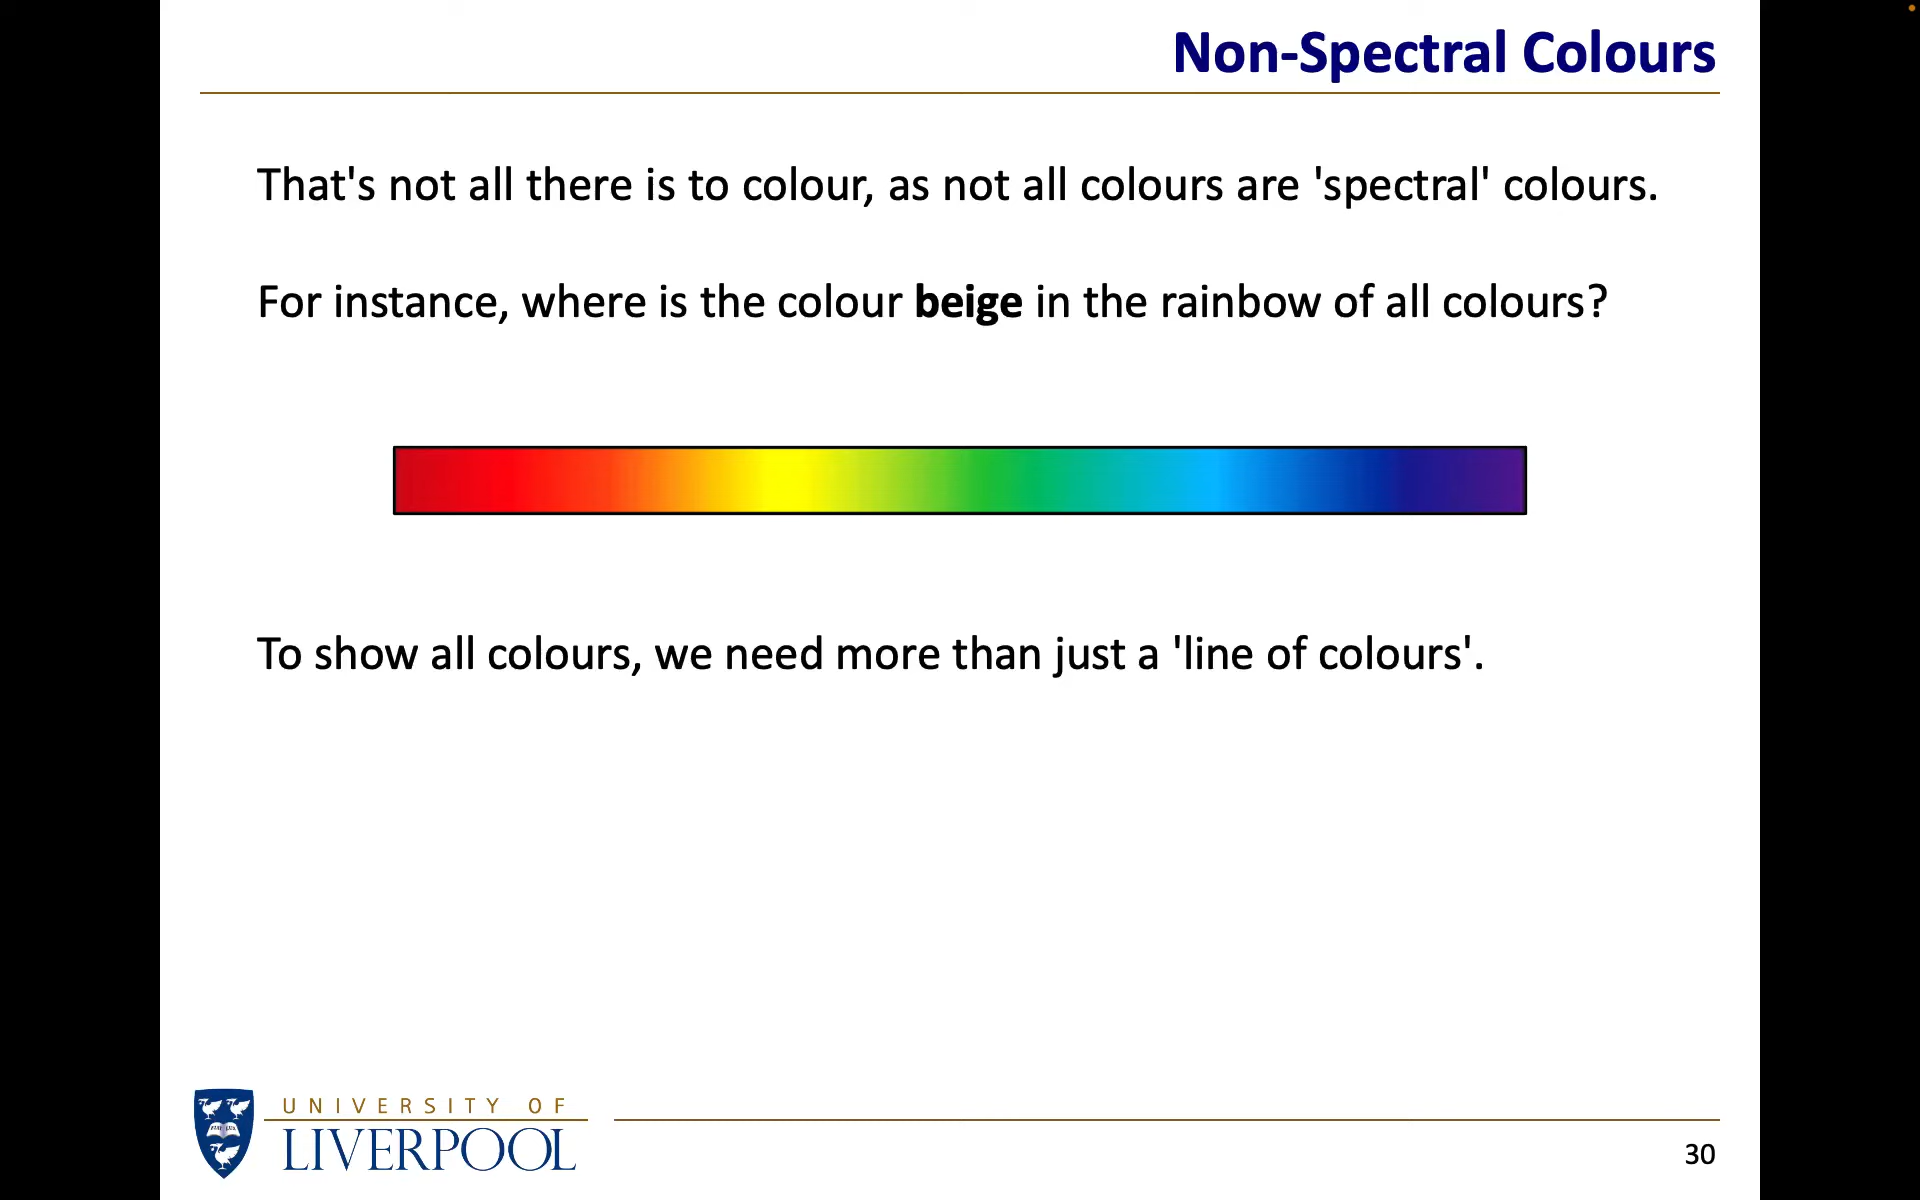 Non-Spectral Colours
That's not all there is to colour, as not all colours are 'spectral' colours.
For instance, where is the colour beige in the rainbow of all colours?
To show all colours, we need more than just a 'line of colours'.
UNIVERSITY OF
LIVERPOOL
30